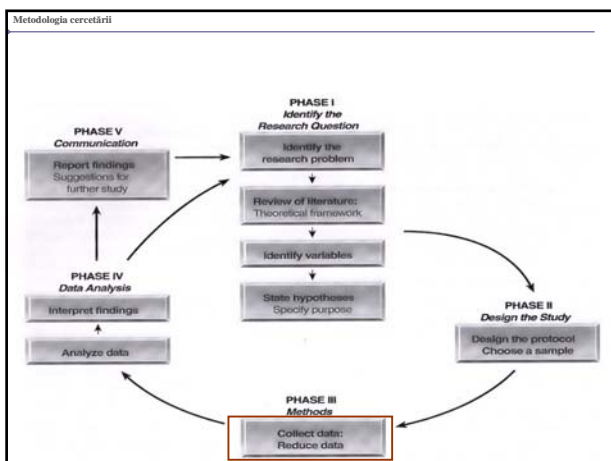 Metodologia cercetării
PHASE I
Identify the
Research Question
Identify the
research problem
Review of literature:
Theoretical framework
Identify variables
State hypotheses
Specify purpose
PHASE II
Design the Study
Design the protocol
Choose a sample
PHASE III
Methods
Collect data:
Reduce data
PHASE IV
Data Analysis
Interpret findings
Analyze data
PHASE V
Communication
Report findings
Suggestions for
further study